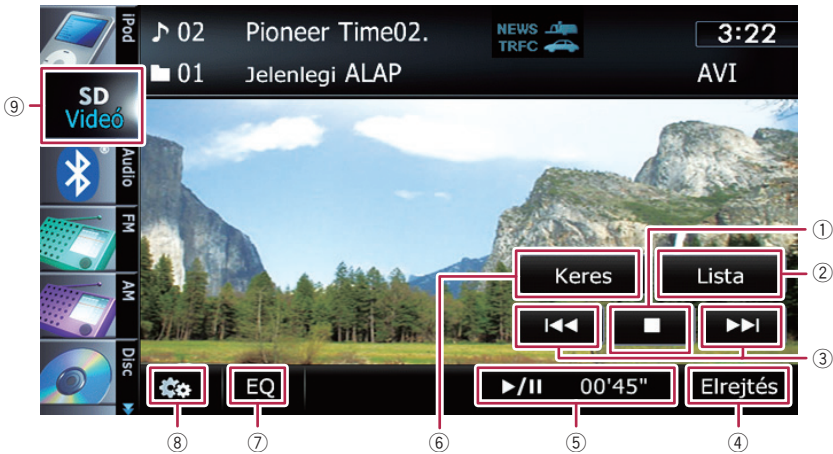 iPod
♪ 02 Pioneer Time02. NEWS 3:22
TRFC
01 Jelenlegi ALAP AVI
⑨ SD
Videó
Audio
FM
AM
Disc
①
Keres Lista ②
⑥
③
EQ ►/II 00'45" Elrejtés
⑧ ⑦ ⑥ ⑤ ④